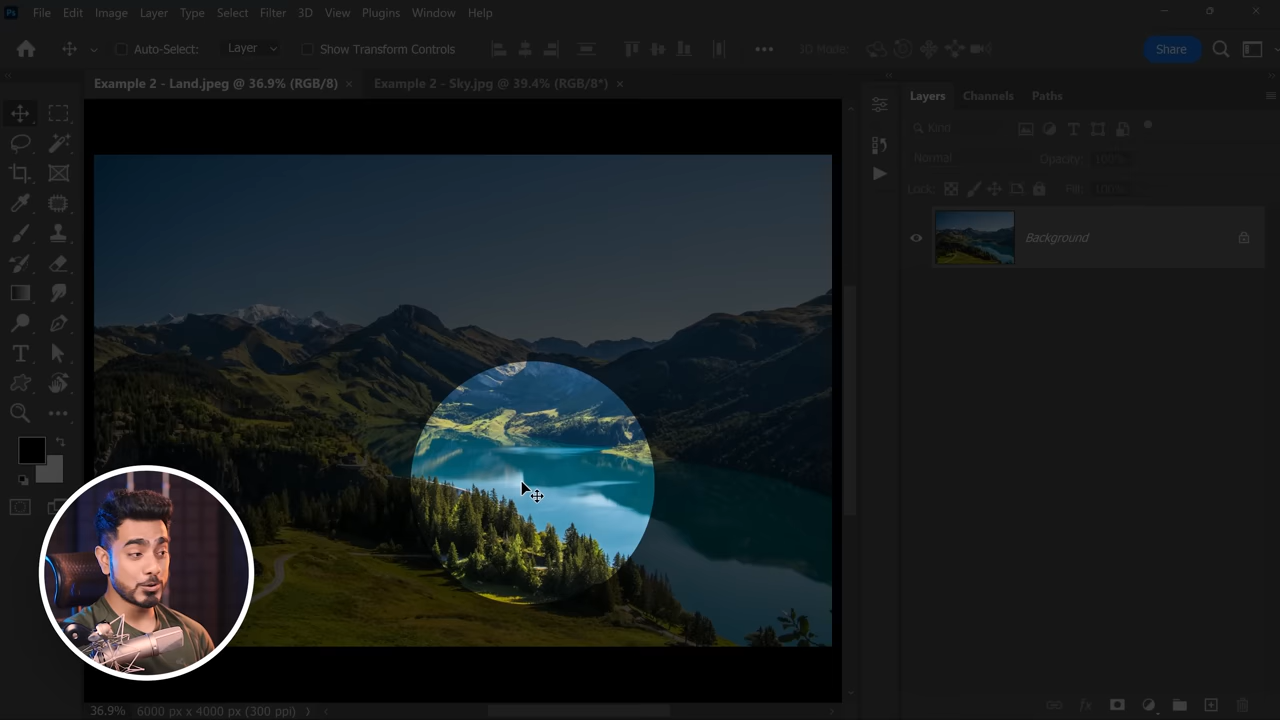 Ps File Edit Image Layer Type Select Filter 3D View Plugins Window Help
Auto-Select: Layer Show Transform Controls 3D Mode: Share
Example 2 - Land.jpeg @ 36.9% (RGB/8) × Example 2 - Sky.jpg @ 39.4% (RGB/8*) ×
Layers Channels Paths
Kind
Normal Opacity: 100%
Lock: Fill: 100%
Background
fx
36.9% 6000 px x 4000 px (300 ppi)